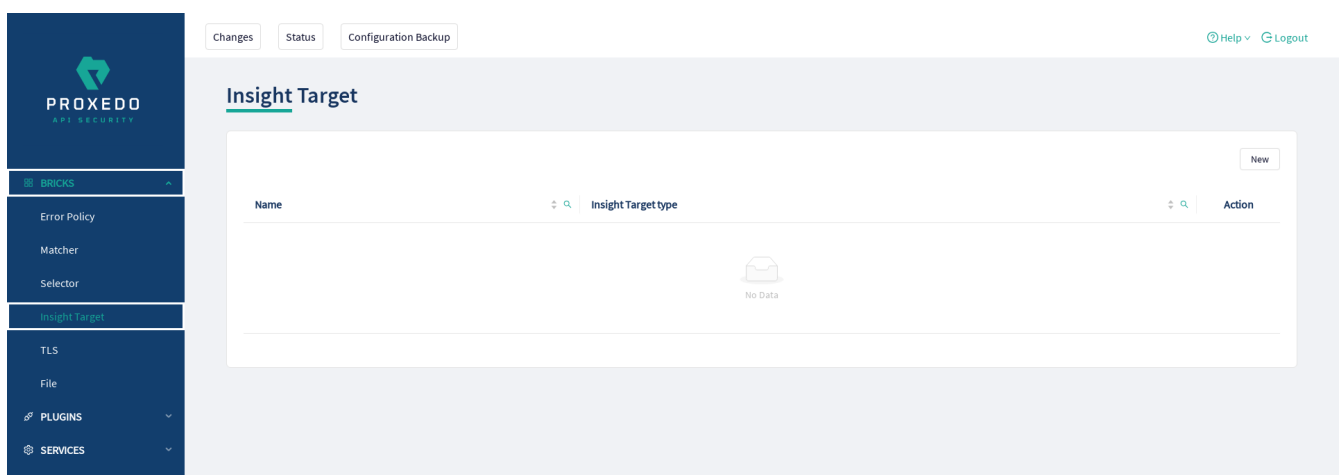 Changes Status Configuration Backup Help Logout
PROXEDO
API SECURITY
Insight Target
New
BRICKS
Name Insight Target type Action
Error Policy
Matcher
Selector
No Data
Insight Target
TLS
File
PLUGINS
SERVICES